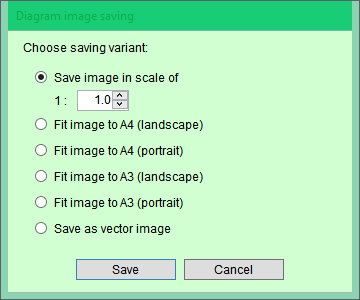 Diagram image saving
Choose saving variant:
Save image in scale of
1 : 1.0
Fit image to A4 (landscape)
Fit image to A4 (portrait)
Fit image to A3 (landscape)
Fit image to A3 (portrait)
Save as vector image
Save Cancel